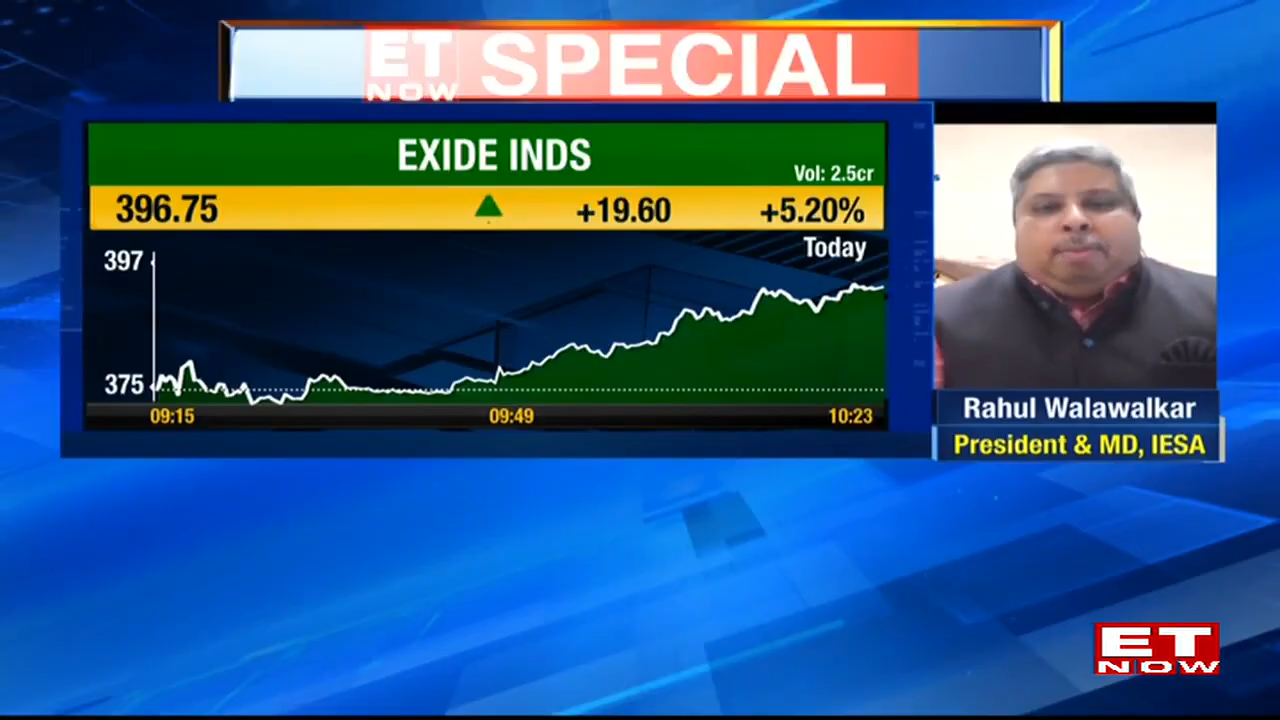 ET
NOW
SPECIAL
EXIDE INDS
Vol: 2.5cr
396.75 +19.60 +5.20%
Today
397
375
09:15 09:49 10:23
Rahul Walawalkar
President & MD, IESA
ET
NOW